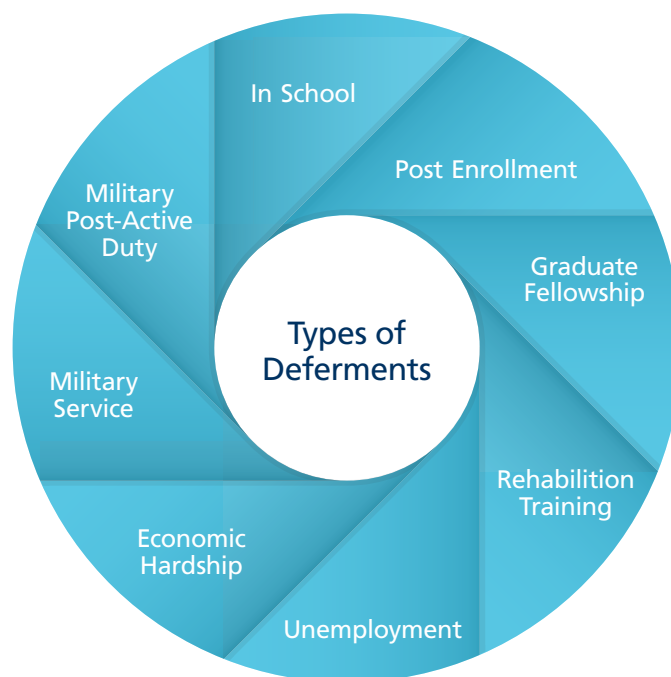 In School
Post Enrollment
Graduate
Fellowship
Rehabilition
Training
Unemployment
Economic
Hardship
Military
Service
Military
Post-Active
Duty
Types of
Deferments